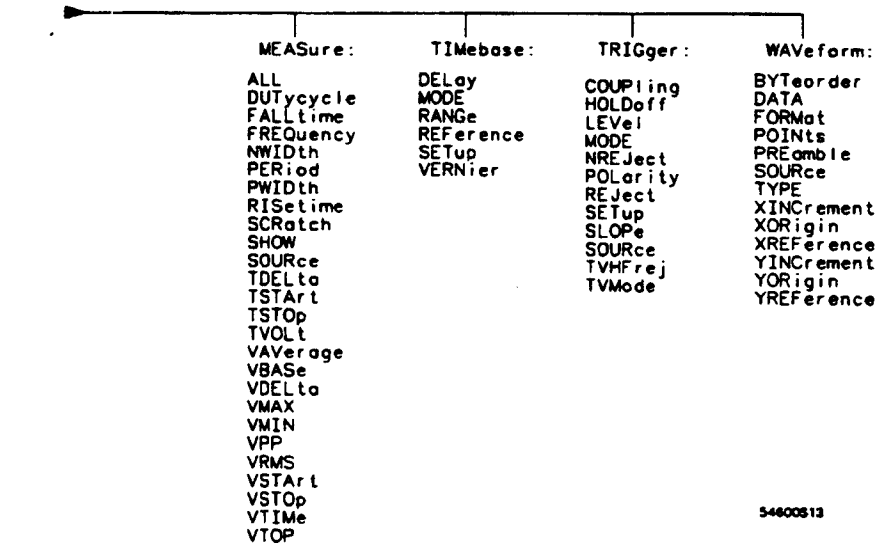 MEASure:
ALL
DUTycycle
FALLtime
FREQuency
NWIDth
PERiod
PWIDth
RISetime
SCRatch
SHOW
SOURce
TDELta
TSTArt
TSTOp
TVOLt
VAVerage
VBASe
VDELta
VMAX
VMIN
VPP
VRMS
VSTArt
VSTOp
VTIMe
VTOP
TIMebase:
DELay
MODE
RANGe
REFerence
SETup
VERNier
TRIGger:
COUPling
HOLDoff
LEVel
MODE
NREJect
POLarity
REJect
SETup
SLOPe
SOURce
TVHFrej
TVMode
WAVeform:
BYTeorder
DATA
FORMat
POINts
PREamble
SOURce
TYPE
XINCrement
XORigin
XREFerence
YINCrement
YORigin
YREFerence
54600S13